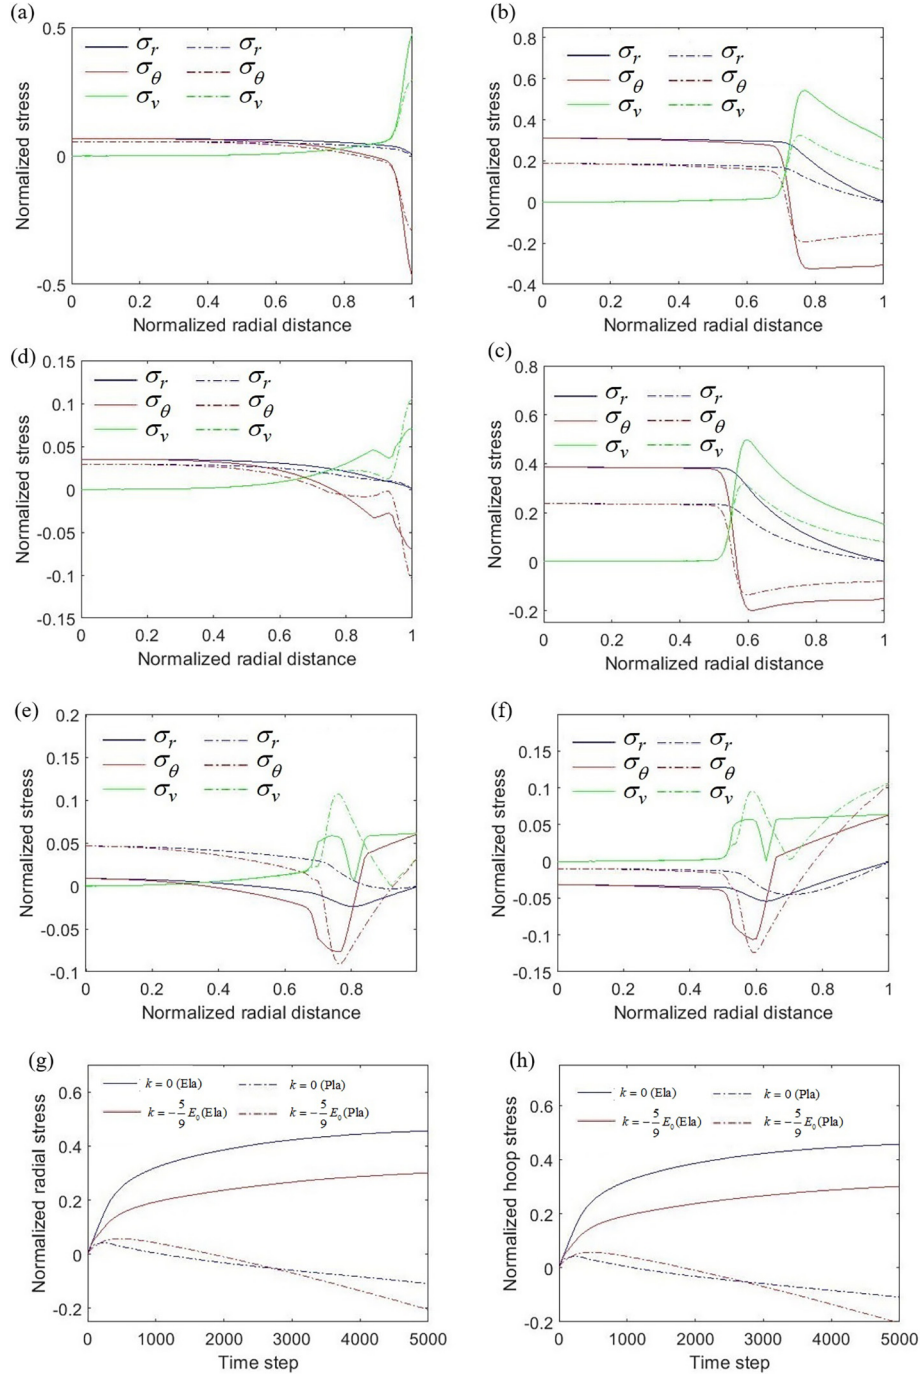 (a)
0.5
0
-0.5
Normalized stress
σr σr
σθ σθ
σv σv
0 0.2 0.4 0.6 0.8 1
Normalized radial distance
(b)
0.8
0.6
0.4
0.2
0
-0.2
-0.4
Normalized stress
σr σr
σθ σθ
σv σv
0 0.2 0.4 0.6 0.8 1
Normalized radial distance
(d)
0.15
0.1
0.05
0
-0.05
-0.1
-0.15
Normalized stress
σr σr
σθ σθ
σv σv
0 0.2 0.4 0.6 0.8 1
Normalized radial distance
(c)
0.8
0.6
0.4
0.2
0
-0.2
Normalized stress
σr σr
σθ σθ
σv σv
0 0.2 0.4 0.6 0.8 1
Normalized radial distance
(e)
0.2
0.15
0.1
0.05
0
-0.05
-0.1
Normalized stress
σr σr
σθ σθ
σv σv
0 0.2 0.4 0.6 0.8
Normalized radial distance
(f)
0.15
0.1
0.05
0
-0.05
-0.1
-0.15
Normalized stress
σr σr
σθ σθ
σv σv
0 0.2 0.4 0.6 0.8 1
Normalized radial distance
(g)
0.6
0.4
0.2
0
-0.2
Normalized radial stress
k = 0 (Ela) k = 0 (Pla)
k = -5/9 E0 (Ela) k = -5/9 E0 (Pla)
0 1000 2000 3000 4000 5000
Time step
(h)
0.6
0.4
0.2
0
-0.2
Normalized hoop stress
k = 0 (Ela) k = 0 (Pla)
k = -5/9 E0 (Ela) k = -5/9 E0 (Pla)
0 1000 2000 3000 4000 5000
Time step